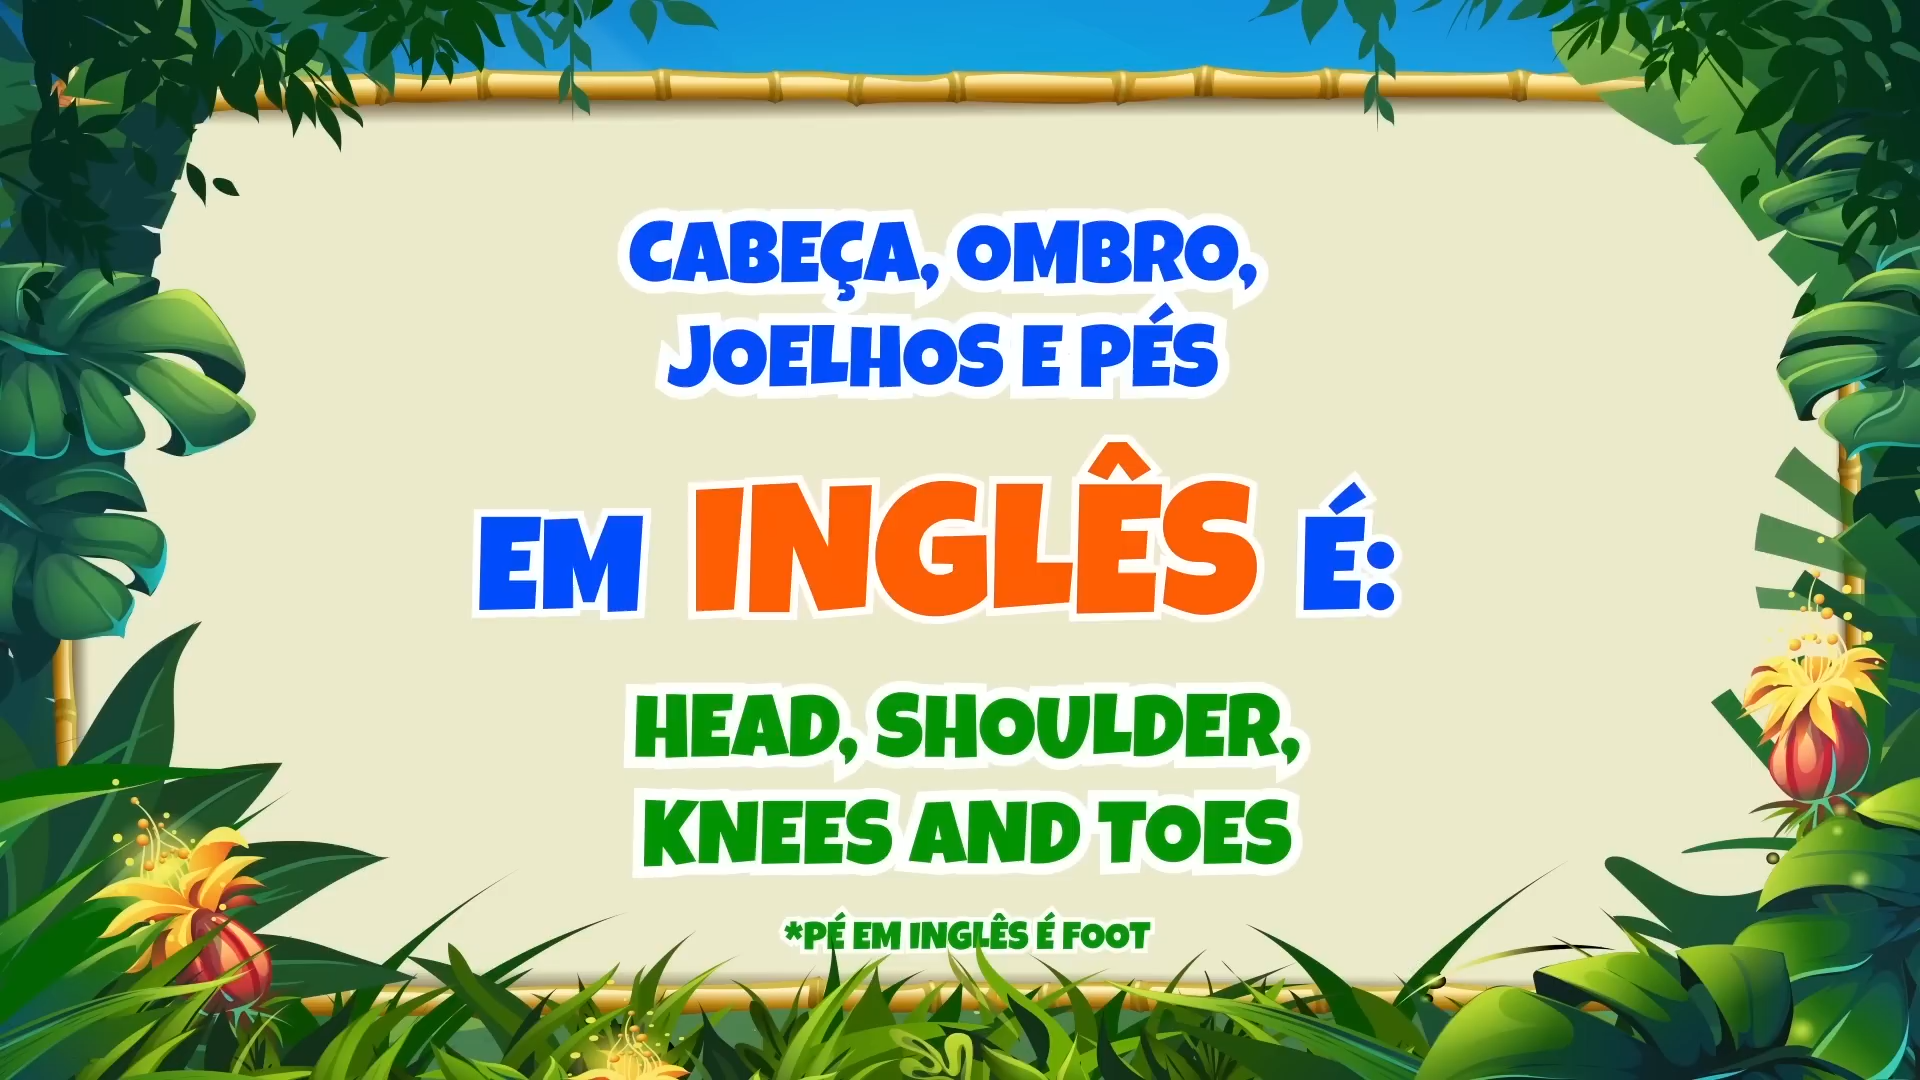 CABEÇA, OMBRO,
JOELHOS E PÉS
EM INGLÊS É:
HEAD, SHOULDER,
KNEES AND TOES
*PÉ EM INGLÊS É FOOT